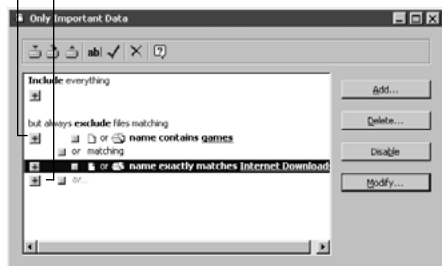 Only Important Data
ab
Include everything
but always exclude files matching
or name contains games
or matching
or name exactly matches Internet Download
or...
Add...
Delete...
Disable
Modify...